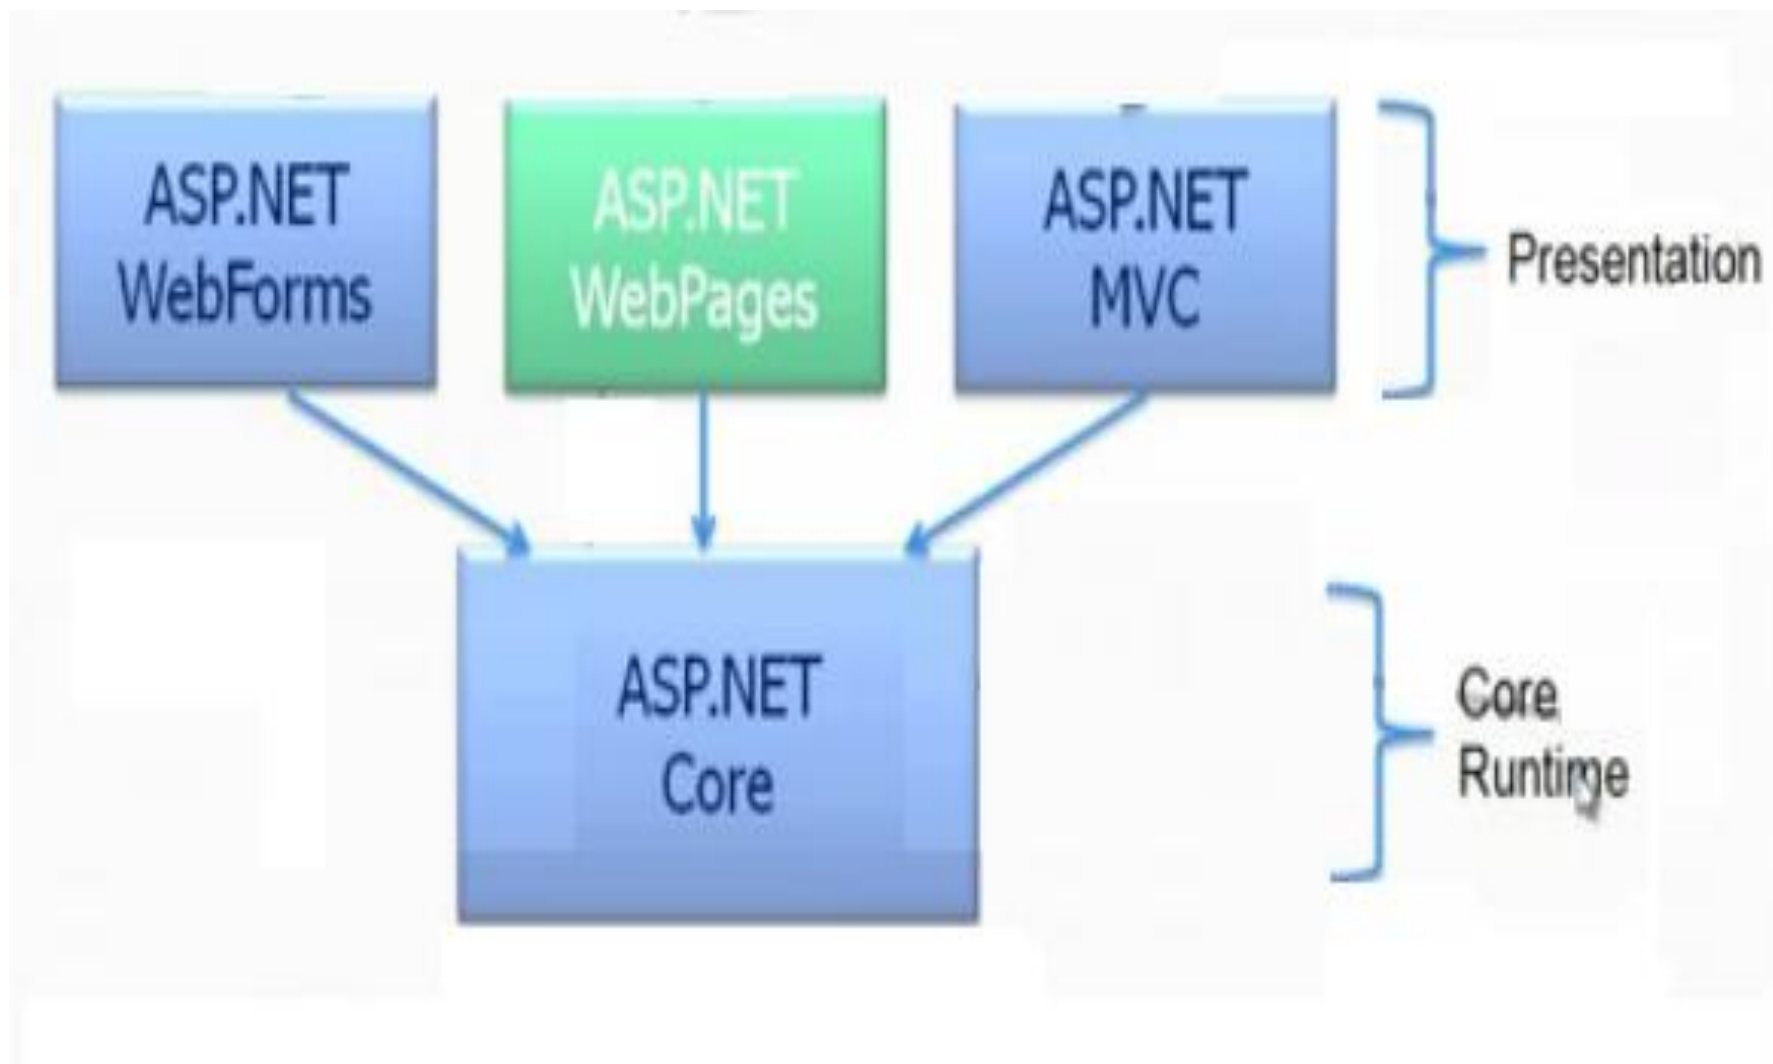 ASP.NET
WebForms
ASP.NET
WebPages
ASP.NET
MVC
Presentation
ASP.NET
Core
Core
Runtime